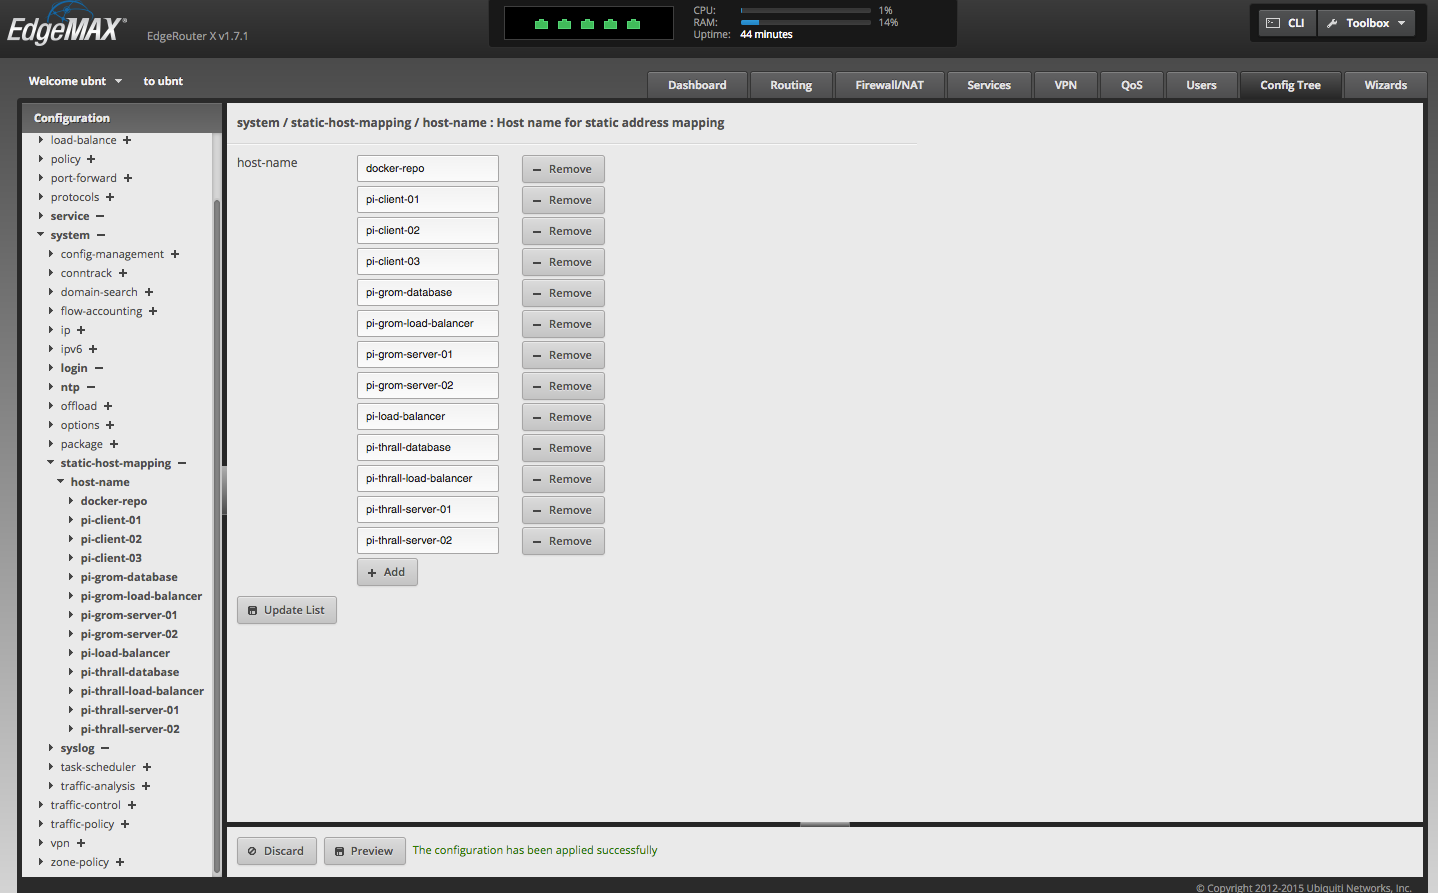 EdgeMAX
EdgeRouter X v1.7.1
CPU: 1%
RAM: 14%
Uptime: 44 minutes
CLI
Toolbox
Welcome ubnt to ubnt
Dashboard Routing Firewall/NAT Services VPN QoS Users Config Tree Wizards
Configuration
load-balance +
policy +
port-forward +
protocols +
service −
system −
config-management +
conntrack +
domain-search +
flow-accounting +
ip +
ipv6 +
login −
ntp −
offload +
options +
package +
static-host-mapping −
host-name
docker-repo
pi-client-01
pi-client-02
pi-client-03
pi-grom-database
pi-grom-load-balancer
pi-grom-server-01
pi-grom-server-02
pi-load-balancer
pi-thrall-database
pi-thrall-load-balancer
pi-thrall-server-01
pi-thrall-server-02
syslog −
task-scheduler +
traffic-analysis +
traffic-control +
traffic-policy +
vpn +
zone-policy +
system / static-host-mapping / host-name : Host name for static address mapping
host-name
docker-repo − Remove
pi-client-01 − Remove
pi-client-02 − Remove
pi-client-03 − Remove
pi-grom-database − Remove
pi-grom-load-balancer − Remove
pi-grom-server-01 − Remove
pi-grom-server-02 − Remove
pi-load-balancer − Remove
pi-thrall-database − Remove
pi-thrall-load-balancer − Remove
pi-thrall-server-01 − Remove
pi-thrall-server-02 − Remove
+ Add
Update List
Discard Preview The configuration has been applied successfully
© Copyright 2012-2015 Ubiquiti Networks, Inc.